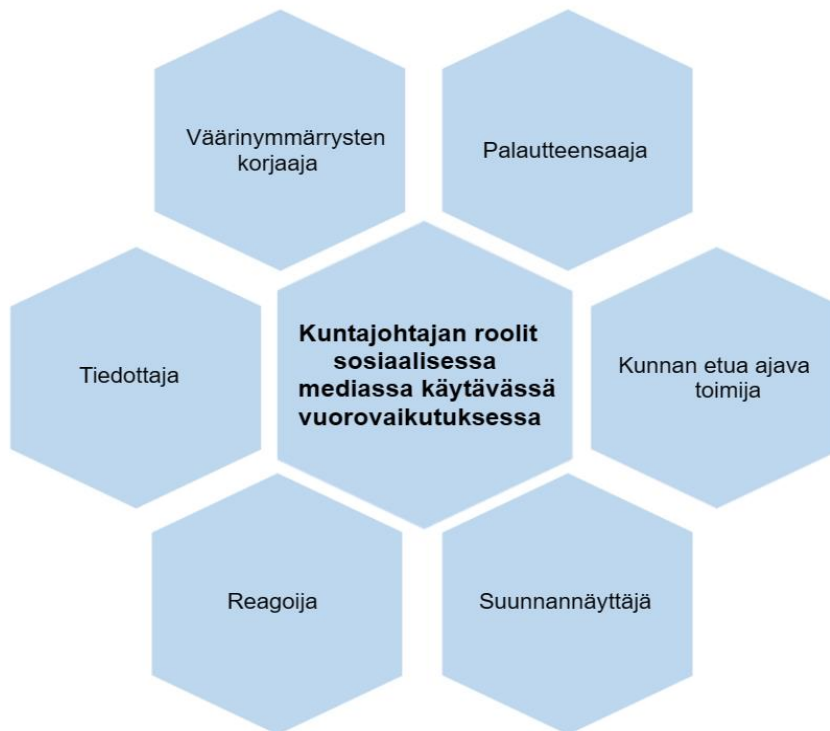 Väärinymmärrysten
korjaaja
Palautteensaaja
Tiedottaja
Kuntajohtajan roolit
sosiaalisessa
mediassa käytävässä
vuorovaikutuksessa
Kunnan etua ajava
toimija
Reagoija
Suunnannäyttäjä